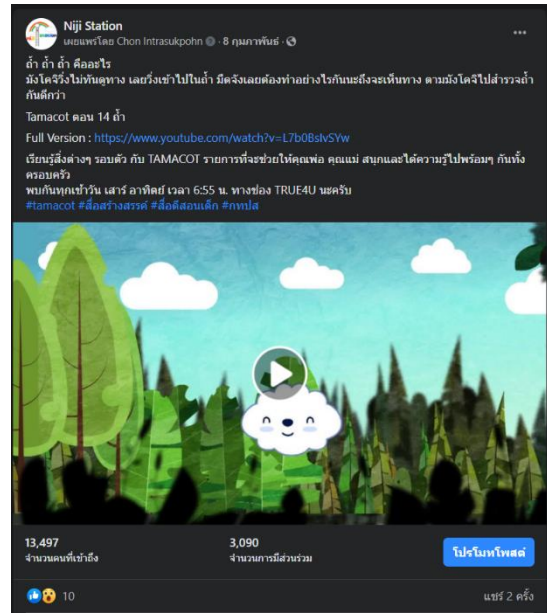 Niji Station
เผยแพร่โดย Chon Intrasukpohn · 8 กุมภาพันธ์ ·
ถ้ำ ถ้ำ ถ้ำ คืออะไร
มังโคจิวิ่งไม่ทันดูทาง เลยวิ่งเข้าไปในถ้ำ มืดจังเลยต้องทำอย่างไรกันนะถึงจะเห็นทาง ตามมังโคจิไปสำรวจถ้ำ
กันดีกว่า
Tamacot ตอน 14 ถ้ำ
Full Version : https://www.youtube.com/watch?v=L7b0BsIvSYw
เรียนรู้สิ่งต่างๆ รอบตัว กับ TAMACOT รายการที่จะช่วยให้คุณพ่อ คุณแม่ สนุกและได้ความรู้ไปพร้อมๆ กันทั้ง
ครอบครัว
พบกันทุกเช้าวัน เสาร์ อาทิตย์ เวลา 6:55 น. ทางช่อง TRUE4U นะครับ
#tamacot #สื่อสร้างสรรค์ #สื่อดีสอนเด็ก #กทปส
13,497
จำนวนคนที่เข้าถึง
3,090
จำนวนการมีส่วนร่วม
โปรโมทโพสต์
10
แชร์ 2 ครั้ง